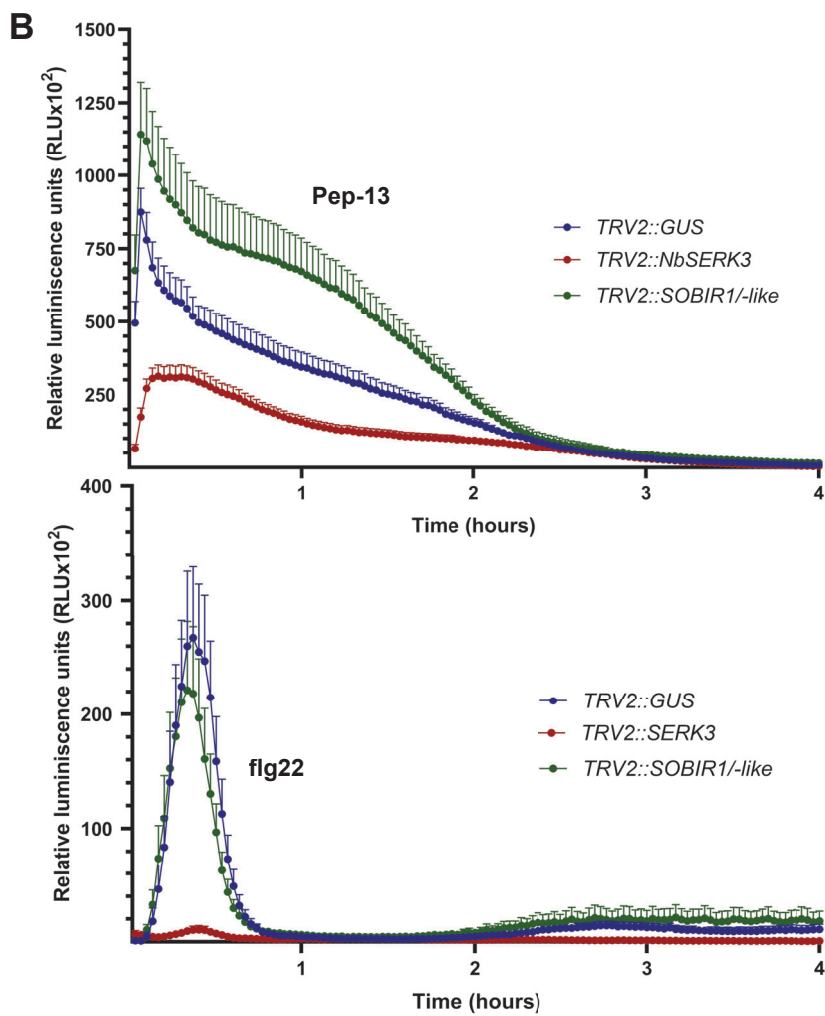 B
Relative luminiscence units (RLUx10²)
1500
1250
1000
750
500
250
Pep-13
TRV2::GUS
TRV2::NbSERK3
TRV2::SOBIR1/-like
1 2 3 4
Time (hours)
Relative luminiscence units (RLUx10²)
400
300
200
100
flg22
TRV2::GUS
TRV2::SERK3
TRV2::SOBIR1/-like
1 2 3 4
Time (hours)